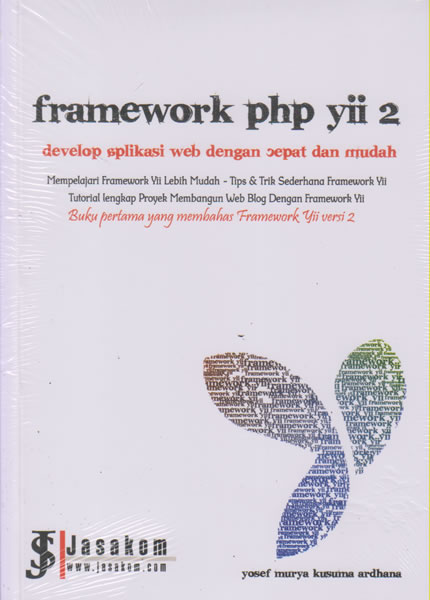 framework php yii 2
develop aplikasi web dengan cepat dan mudah
Mempelajari Framework Yii Lebih Mudah - Tips & Trik Sederhana Framework Yii
Tutorial lengkap Proyek Membangun Web Blog Dengan Framework Yii
Buku pertama yang membahas Framework Yii versi 2
Jasakom
www.jasakom.com
yosef murya kusuma ardhana